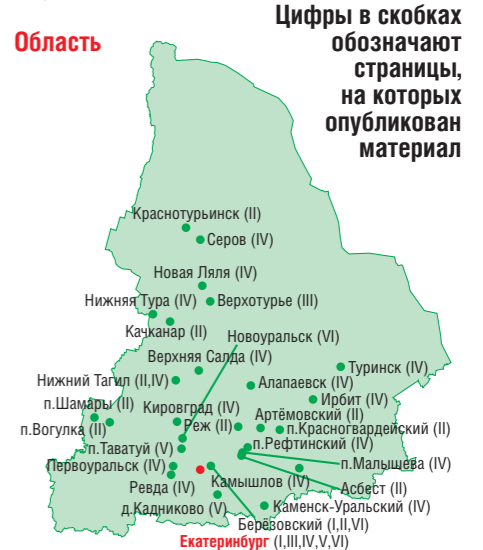 Область
Цифры в скобках
обозначают
страницы,
на которых
опубликован
материал
Краснотурьинск (II)
Серов (IV)
Новая Ляля (IV)
Нижняя Тура (IV)
Верхотурье (III)
Качканар (II)
Новоуральск (VI)
Верхняя Салда (IV)
Туринск (IV)
Нижний Тагил (II,IV)
Алапаевск (IV)
п.Шамары (II)
Ирбит (IV)
Кировград (IV)
Артёмовский (II)
п.Вогулка (II)
Реж (II)
п.Красногвардейский (II)
п.Таватуй (V)
п.Рефтинский (IV)
Первоуральск (IV)
п.Малышева (IV)
Камышлов (IV)
Ревда (IV)
Асбест (II)
д.Кадниково (V)
Каменск-Уральский (IV)
Берёзовский (I,II,VI)
Екатеринбург (I,III,IV,V,VI)